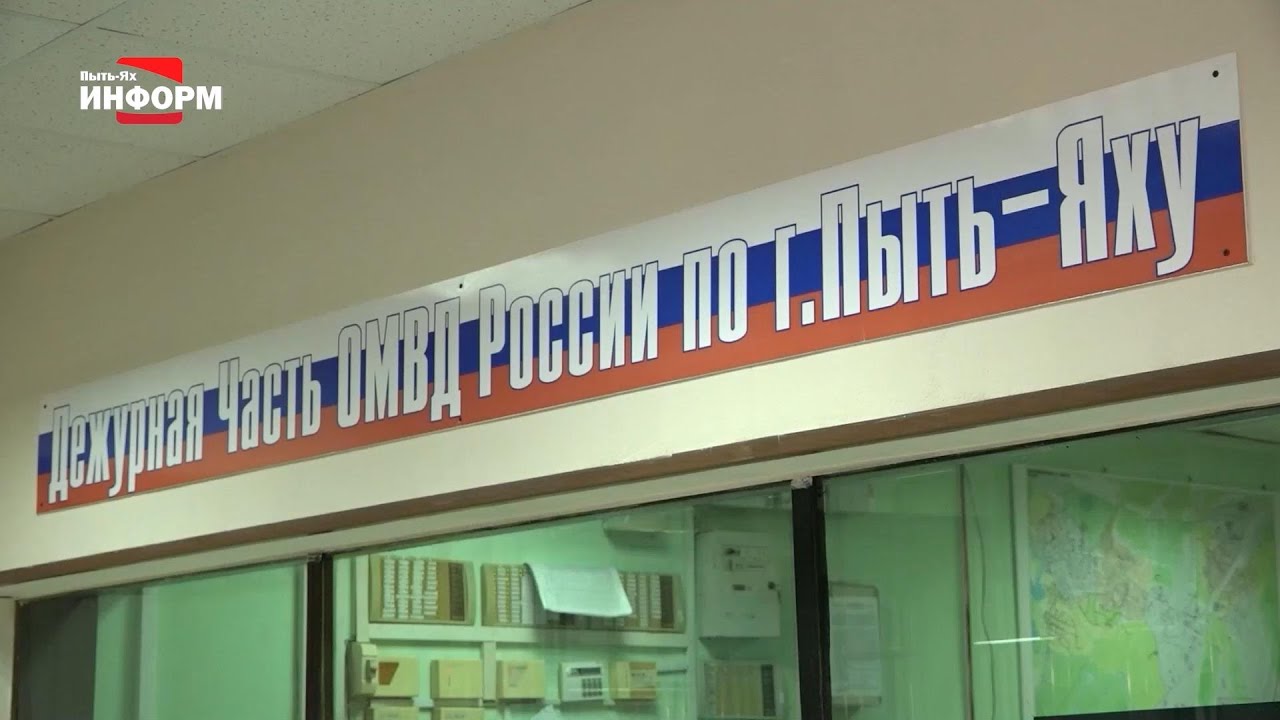 Пыть-Ях
ИНФОРМ
Дежурная Часть ОМВД России по г.Пыть-Яху